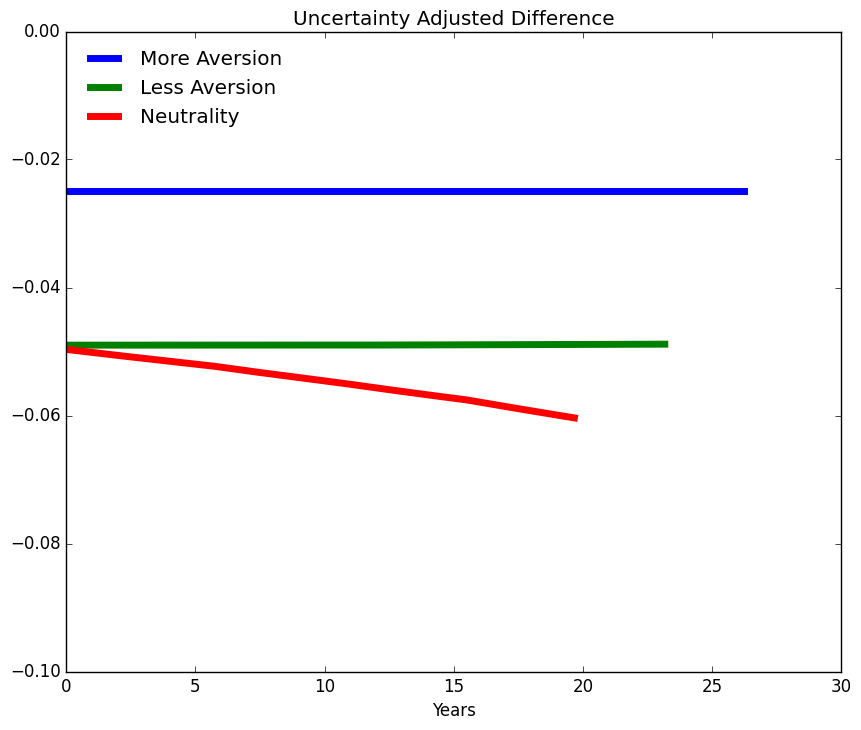 Uncertainty Adjusted Difference
0.00
−0.02
−0.04
−0.06
−0.08
−0.10
More Aversion
Less Aversion
Neutrality
0 5 10 15 20 25 30
Years